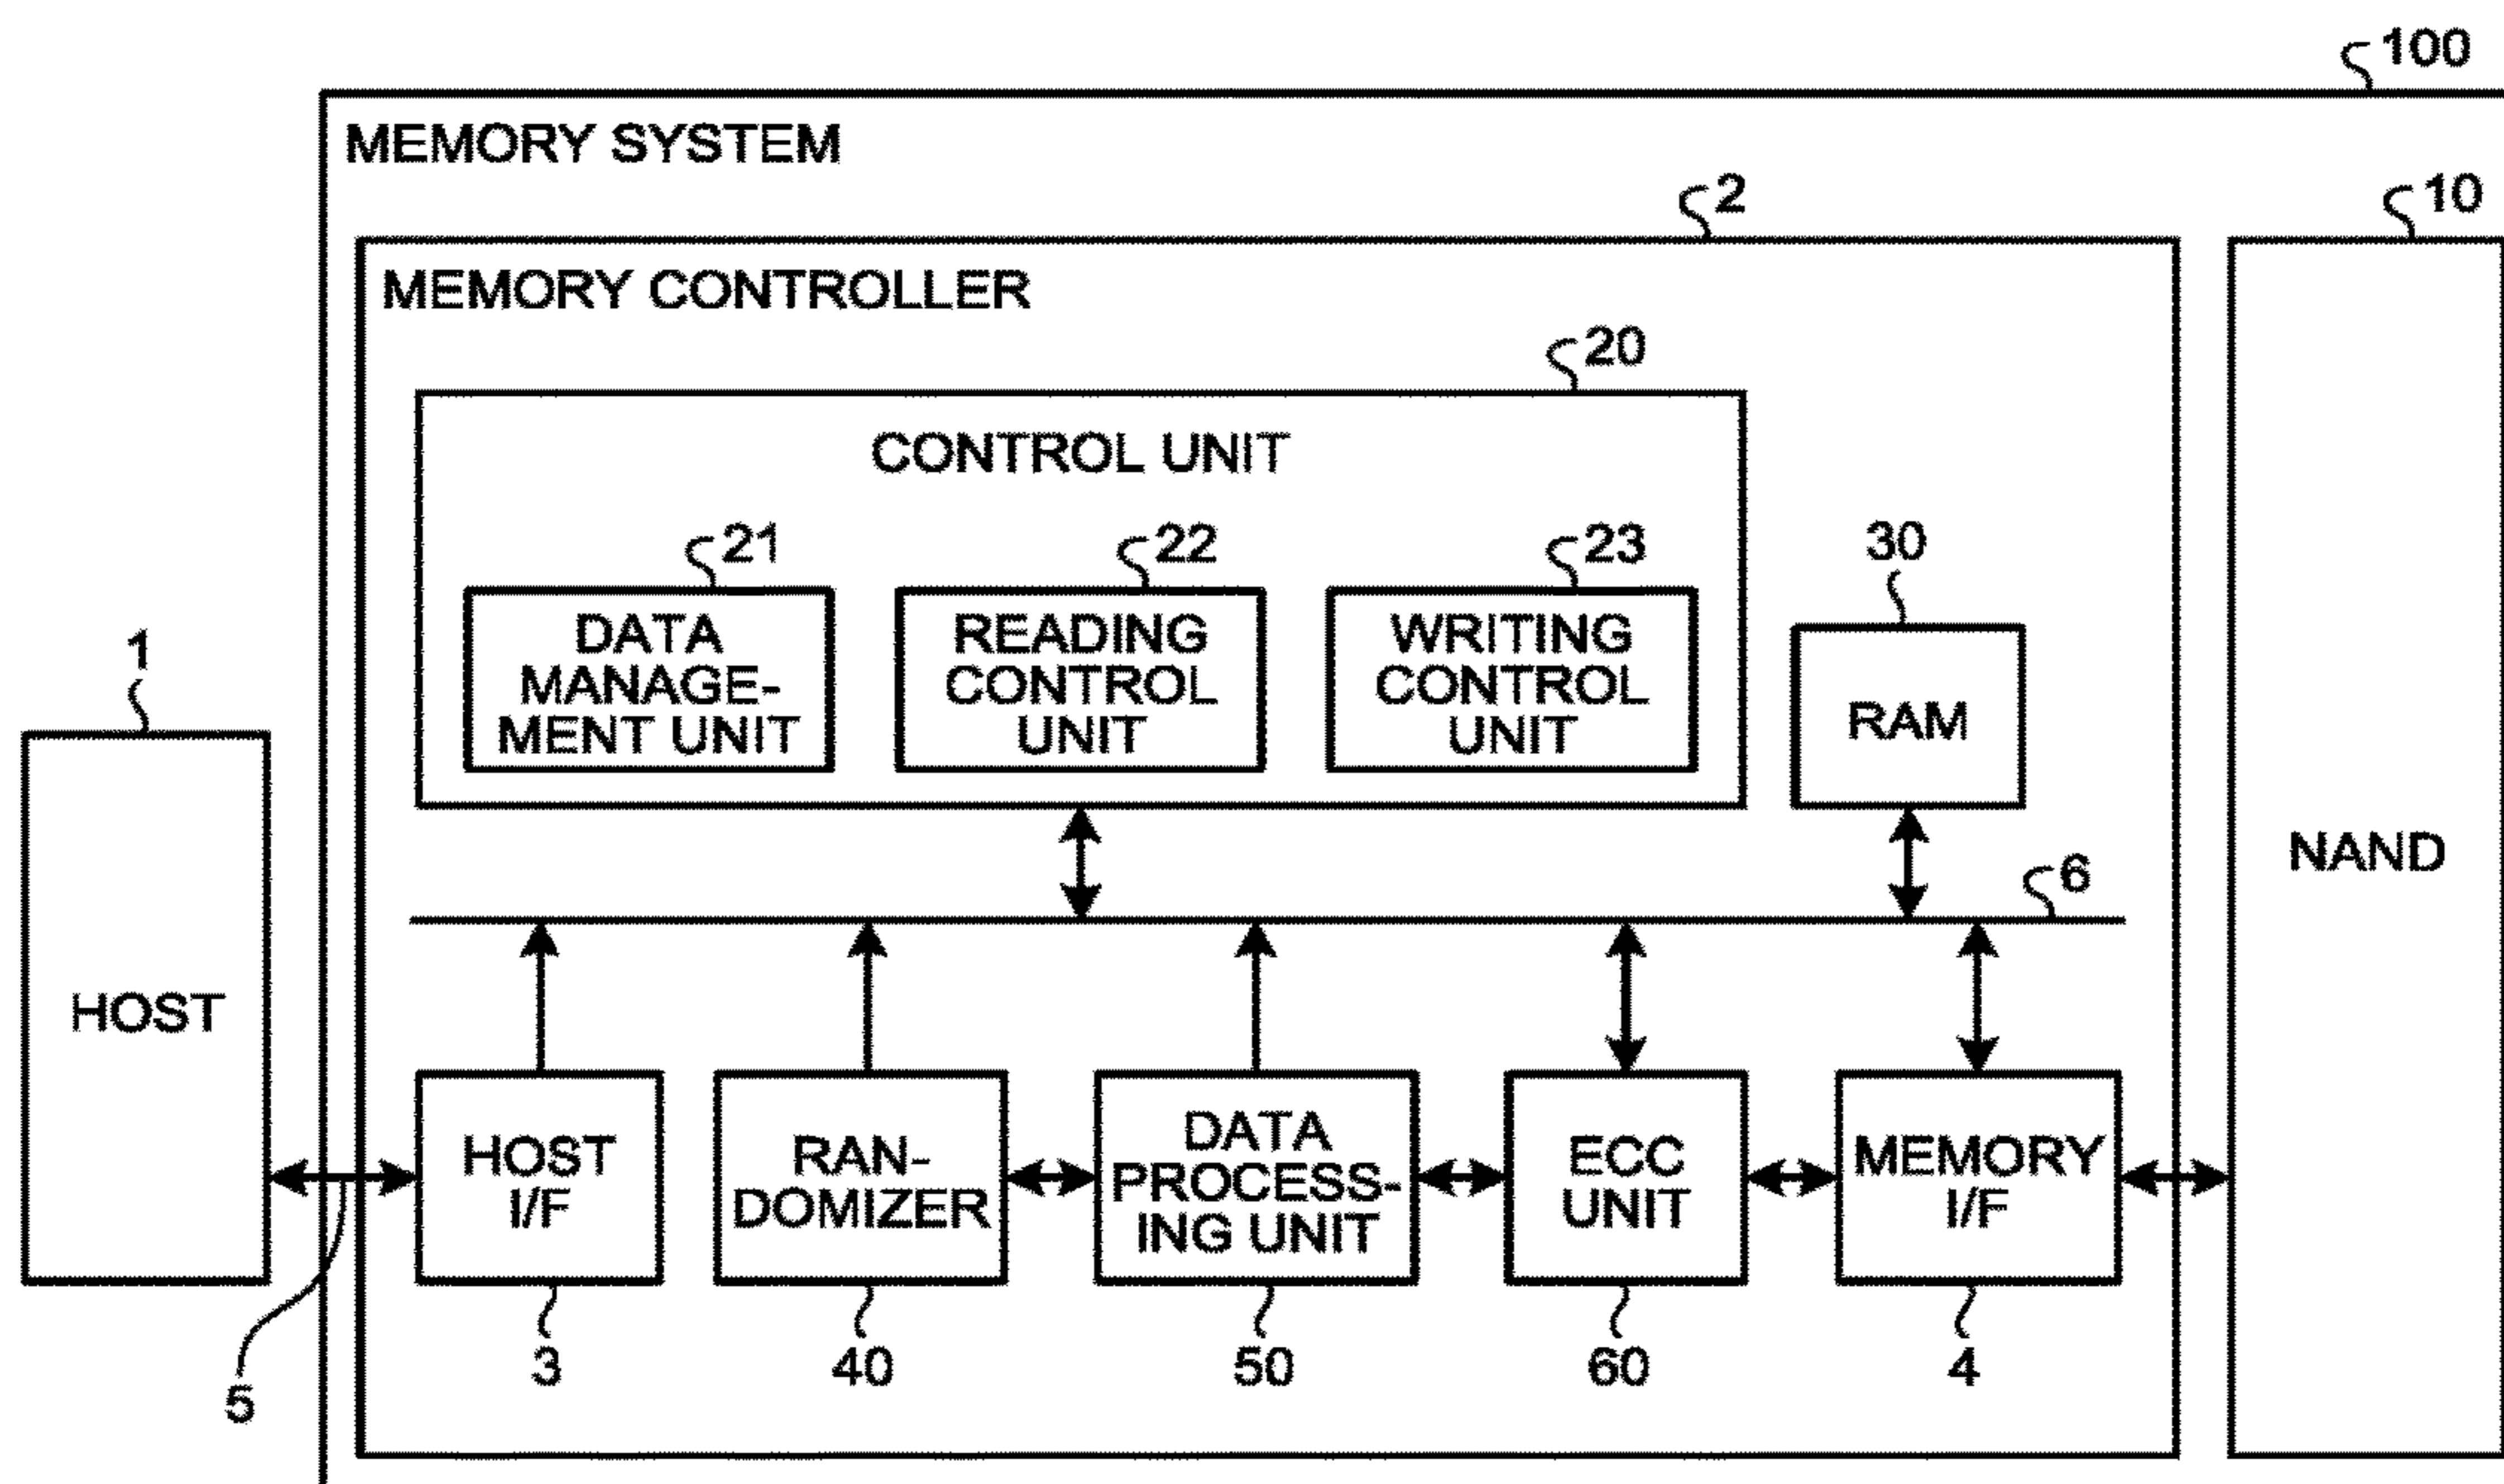 100
MEMORY SYSTEM
2
10
MEMORY CONTROLLER
20
CONTROL UNIT
21
22
23
30
DATA
MANAGE-
MENT UNIT
READING
CONTROL
UNIT
WRITING
CONTROL
UNIT
RAM
1
HOST
NAND
6
HOST
I/F
RAN-
DOMIZER
DATA
PROCESS-
ING UNIT
ECC
UNIT
MEMORY
I/F
5
3
40
50
60
4